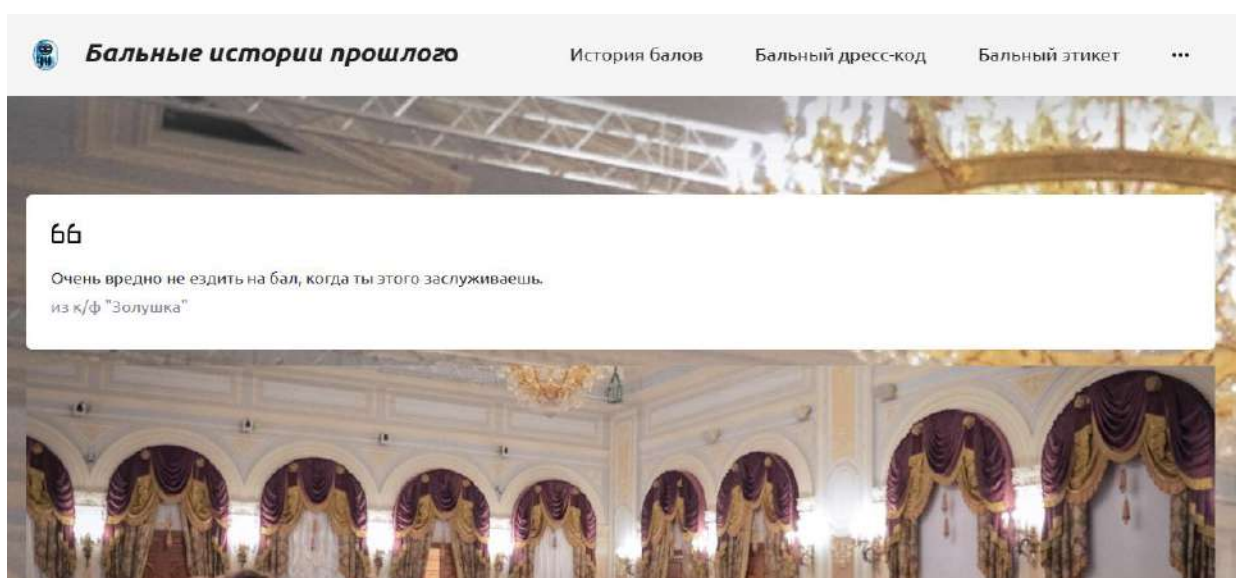 Бальные истории прошлого
История балов
Бальный дресс-код
Бальный этикет
Очень вредно не ездить на бал, когда ты этого заслуживаешь.
из к/ф "Золушка"